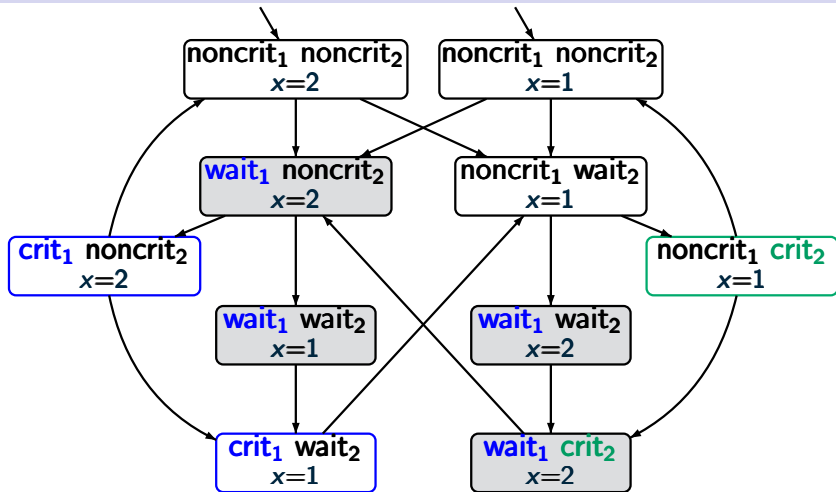 noncrit₁ noncrit₂
x=2
noncrit₁ noncrit₂
x=1
wait₁ noncrit₂
x=2
noncrit₁ wait₂
x=1
crit₁ noncrit₂
x=2
noncrit₁ crit₂
x=1
wait₁ wait₂
x=1
wait₁ wait₂
x=2
crit₁ wait₂
x=1
wait₁ crit₂
x=2